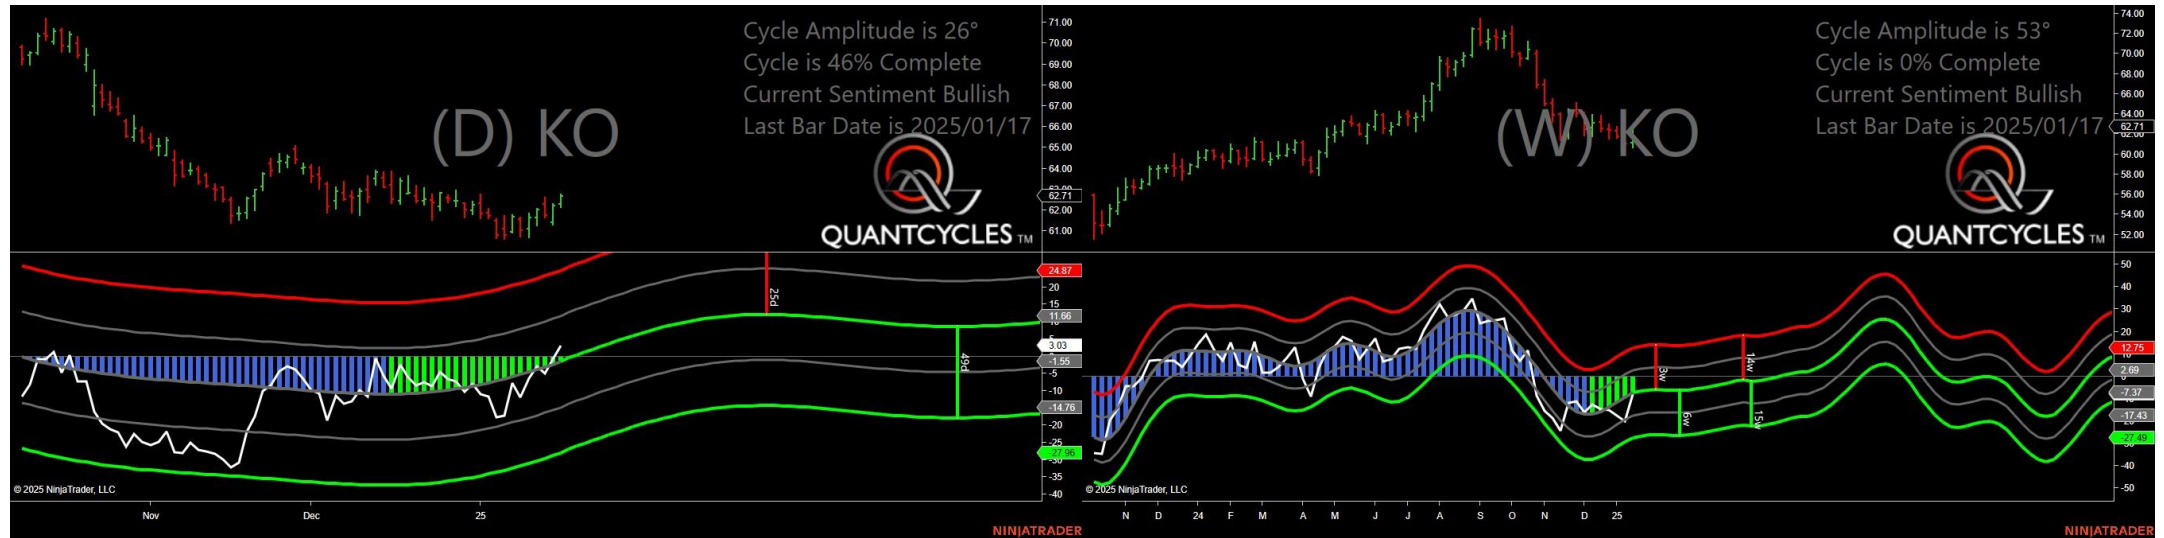 Cycle Amplitude is 26°
Cycle is 46% Complete
Current Sentiment Bullish
Last Bar Date is 2025/01/17
(D) KO
QUANTCYCLES TM
71.00
70.00
69.00
68.00
67.00
66.00
65.00
64.00
63.00
62.71
62.00
61.00
25d
49d
24.87
20
15
11.66
3.03
-1.55
-5
-10
-14.76
-20
-25
-27.96
-35
-40
© 2025 NinjaTrader, LLC
Nov
Dec
25
NINJATRADER
Cycle Amplitude is 53°
Cycle is 0% Complete
Current Sentiment Bullish
Last Bar Date is 2025/01/17
(W) KO
QUANTCYCLES TM
74.00
72.00
70.00
68.00
66.00
64.00
62.71
62.00
60.00
58.00
56.00
54.00
52.00
3w
6w
14w
15w
50
40
30
20
12.75
2.69
-7.37
-17.43
-27.49
-40
-50
© 2025 NinjaTrader, LLC
N D 24 F M A M J J A S O N D 25
NINJATRADER